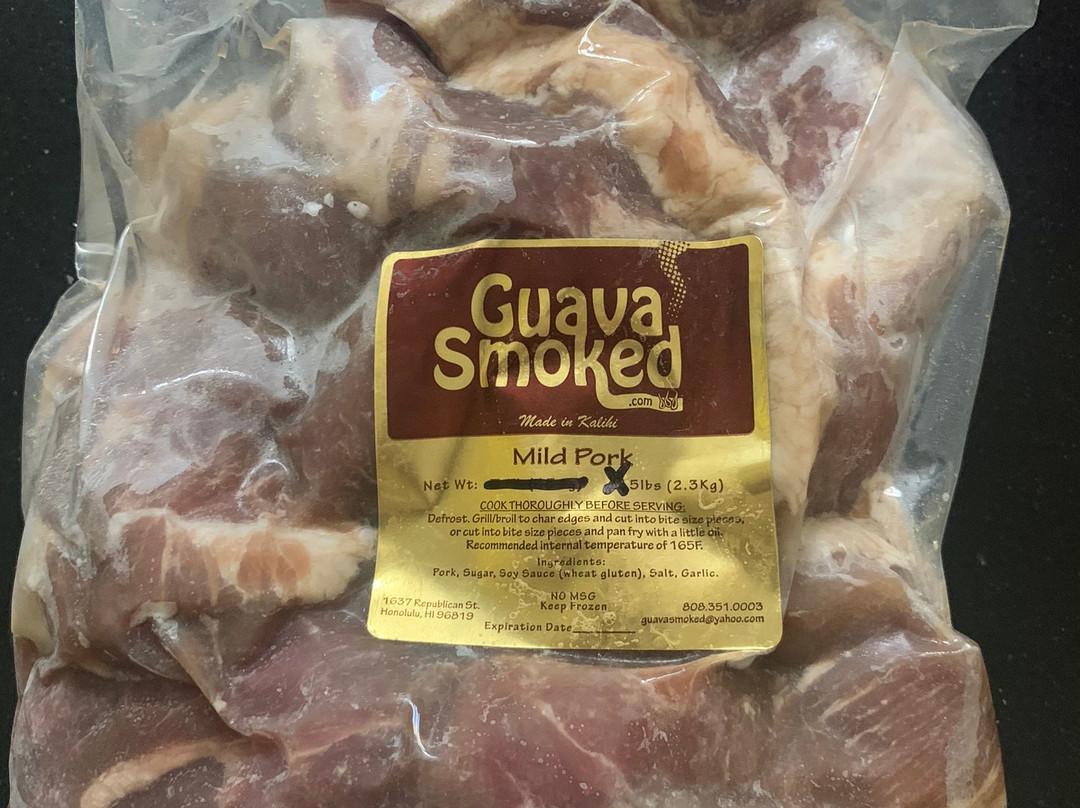 Guava
Smoked
.com
Made in Kalihi
Mild Pork
Net Wt: X 5lbs (2.3Kg)
COOK THOROUGHLY BEFORE SERVING:
Defrost. Grill/broil to char edges and cut into bite size pieces,
or cut into bite size pieces and pan fry with a little oil.
Recommended internal temperature of 165F.
Ingredients:
Pork, Sugar, Soy Sauce (wheat gluten), Salt, Garlic.
NO MSG
Keep Frozen
1637 Republican St.
Honolulu, HI 96819
808.351.0003
guavasmoked@yahoo.com
Expiration Date